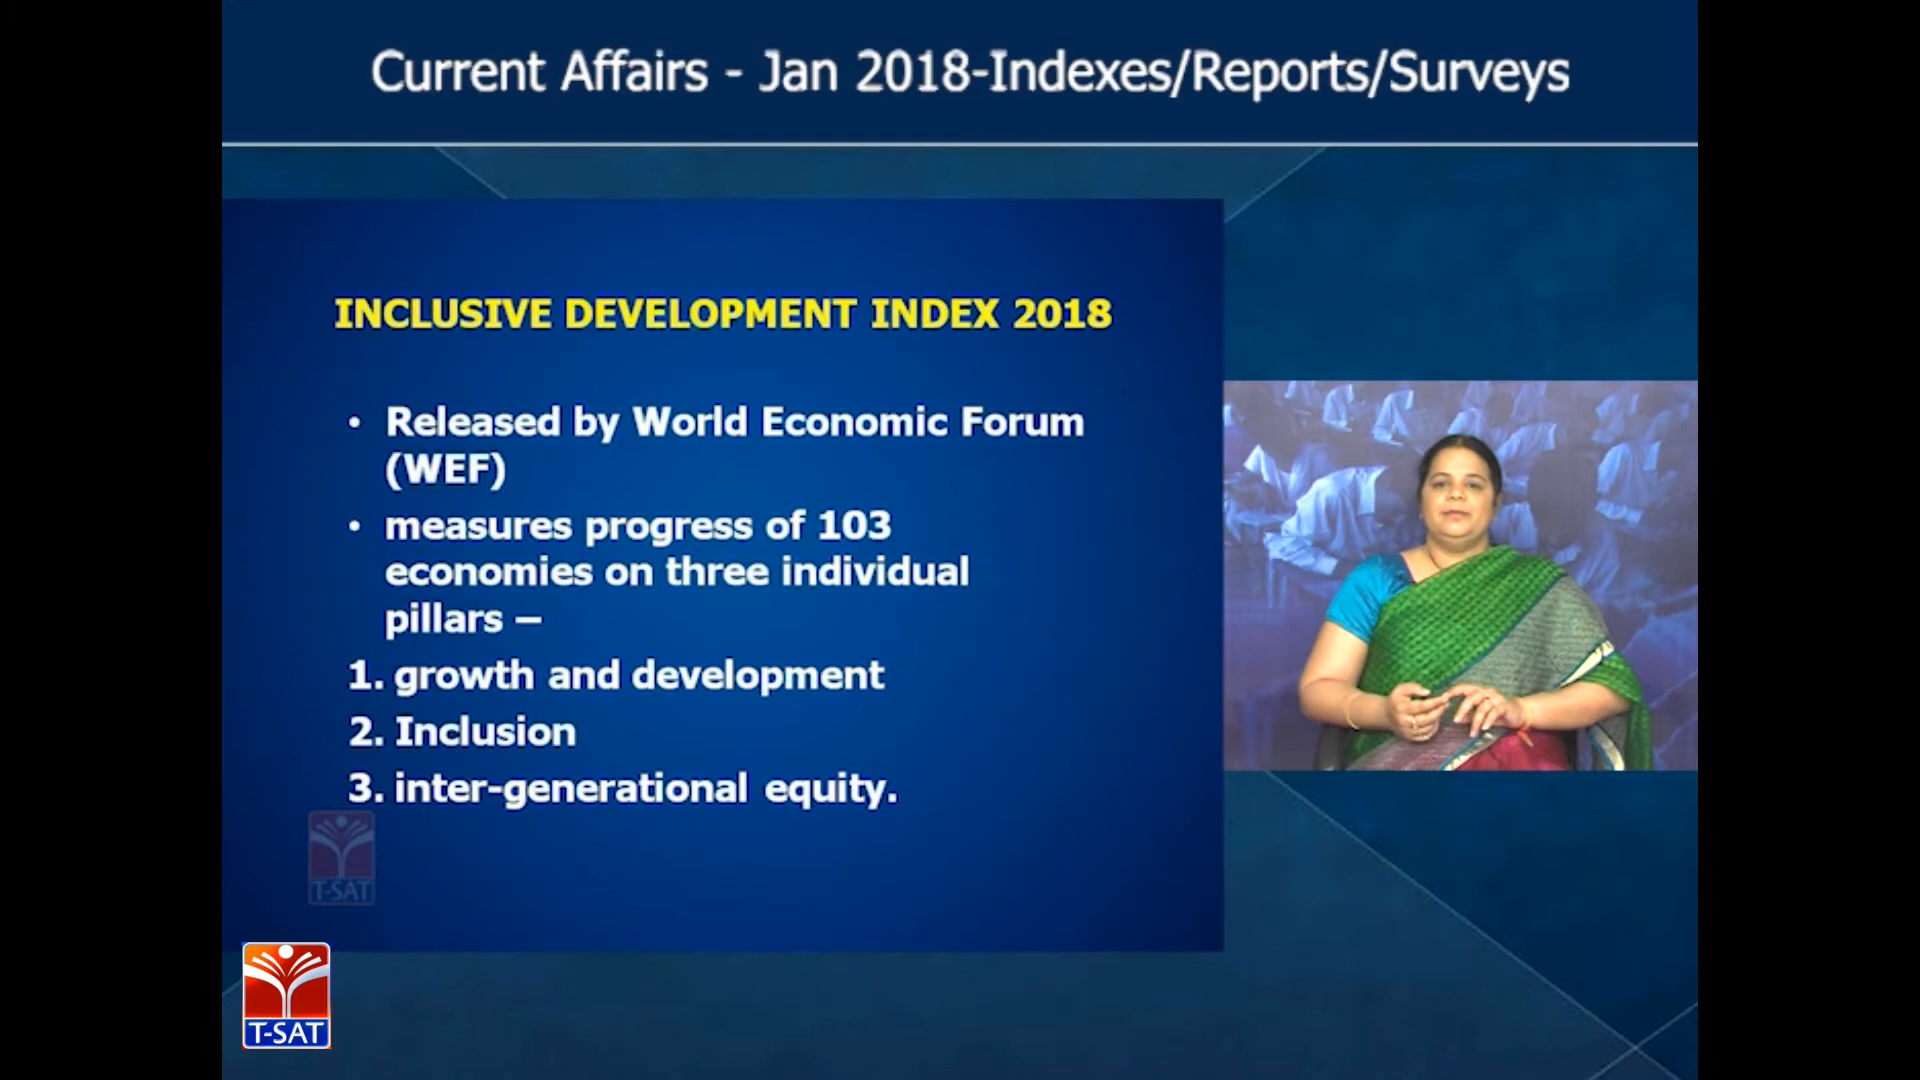 Current Affairs - Jan 2018-Indexes/Reports/Surveys
INCLUSIVE DEVELOPMENT INDEX 2018
• Released by World Economic Forum
(WEF)
• measures progress of 103
economies on three individual
pillars –
1. growth and development
2. Inclusion
3. inter-generational equity.
T-SAT
T-SAT